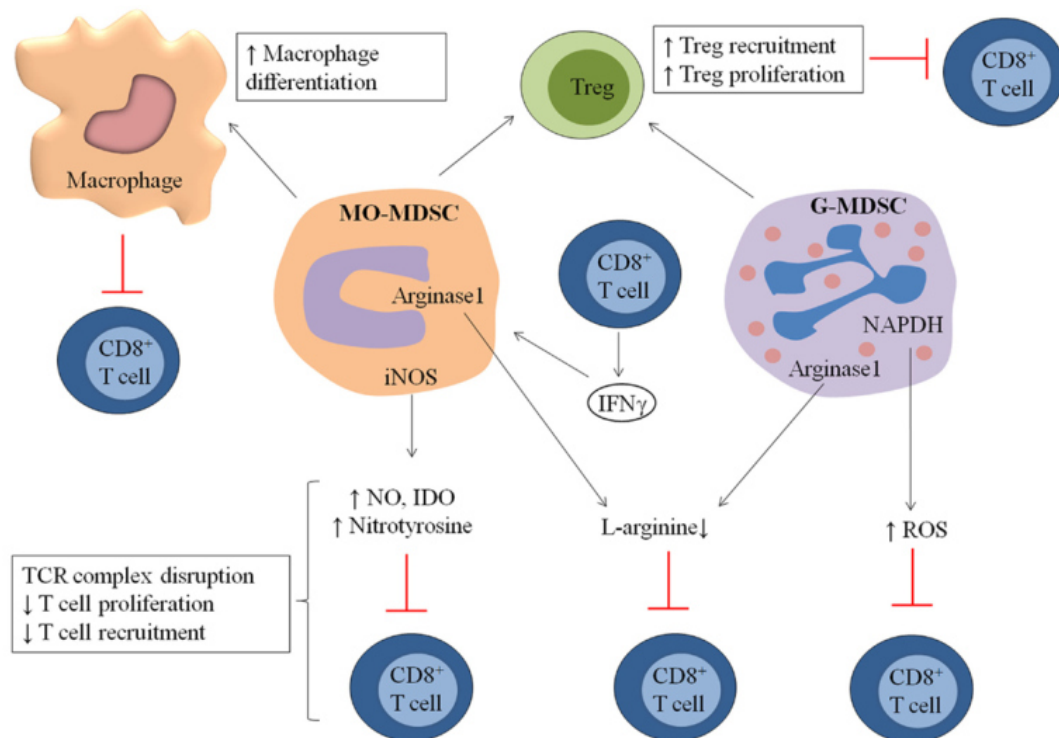 ↑ Macrophage
differentiation
Macrophage
Treg
↑ Treg recruitment
↑ Treg proliferation
CD8⁺
T cell
MO-MDSC
Arginase1
iNOS
CD8⁺
T cell
IFNγ
G-MDSC
NAPDH
Arginase1
CD8⁺
T cell
↑ NO, IDO
↑ Nitrotyrosine
L-arginine↓
↑ ROS
TCR complex disruption
↓ T cell proliferation
↓ T cell recruitment
CD8⁺
T cell
CD8⁺
T cell
CD8⁺
T cell